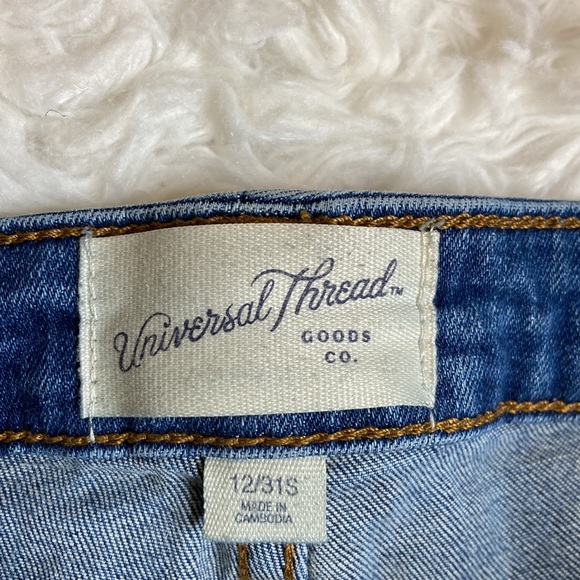 Universal Thread™
GOODS
CO.
12/31S
MADE IN
CAMBODIA